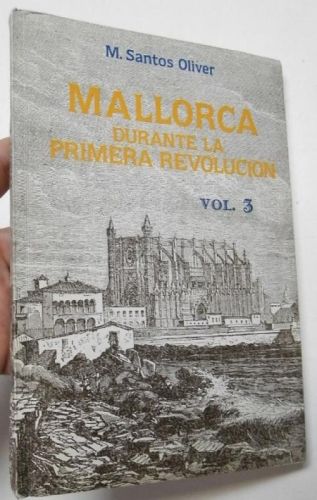 M. Santos Oliver
MALLORCA
DURANTE LA
PRIMERA REVOLUCION
VOL. 3